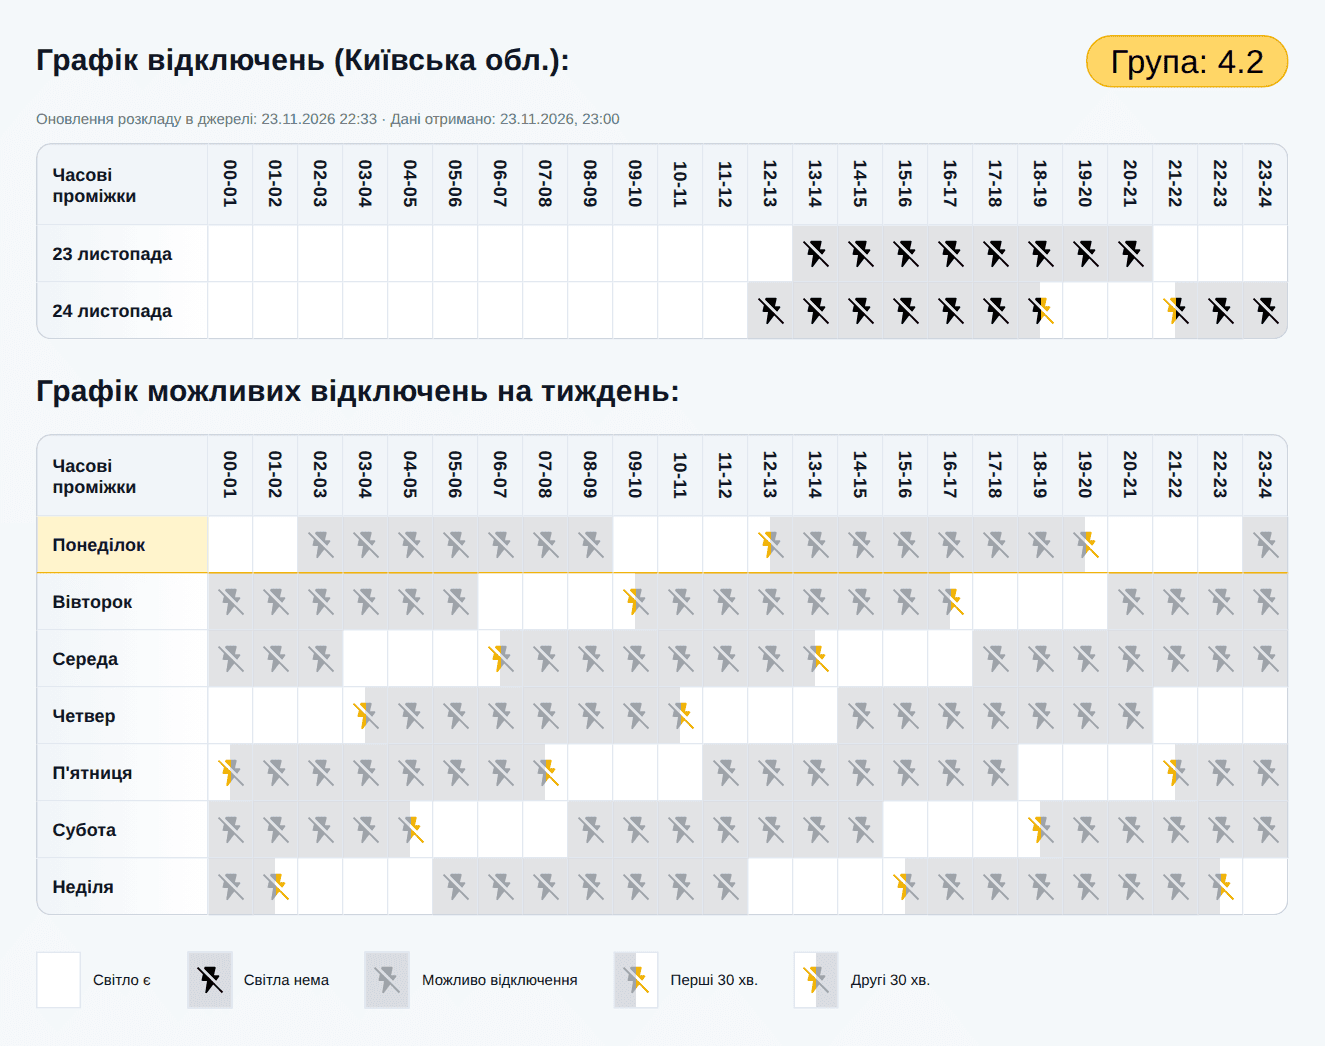 Графік відключень (Київська обл.):
Група: 4.2
Оновлення розкладу в джерелі: 23.11.2026 22:33 · Дані отримано: 23.11.2026, 23:00
Часові проміжки 00-01 01-02 02-03 03-04 04-05 05-06 06-07 07-08 08-09 09-10 10-11 11-12 12-13 13-14 14-15 15-16 16-17 17-18 18-19 19-20 20-21 21-22 22-23 23-24
23 листопада
24 листопада
Графік можливих відключень на тиждень:
Часові проміжки 00-01 01-02 02-03 03-04 04-05 05-06 06-07 07-08 08-09 09-10 10-11 11-12 12-13 13-14 14-15 15-16 16-17 17-18 18-19 19-20 20-21 21-22 22-23 23-24
Понеділок
Вівторок
Середа
Четвер
П'ятниця
Субота
Неділя
Світло є Світла нема Можливо відключення Перші 30 хв. Другі 30 хв.